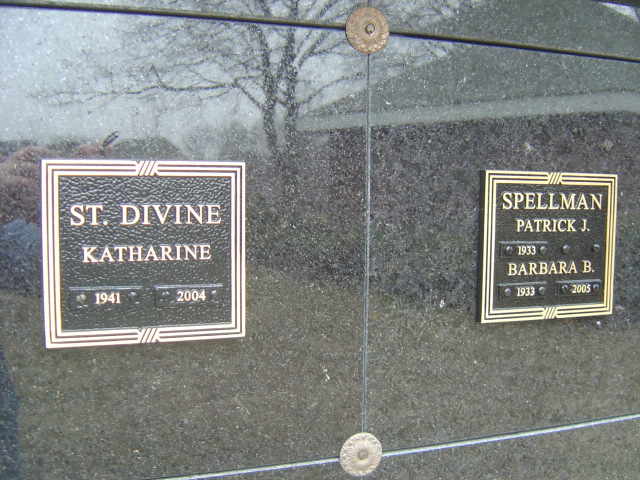 ST. DIVINE
KATHARINE
1941 2004
SPELLMAN
PATRICK J.
1933
BARBARA B.
1933 2005